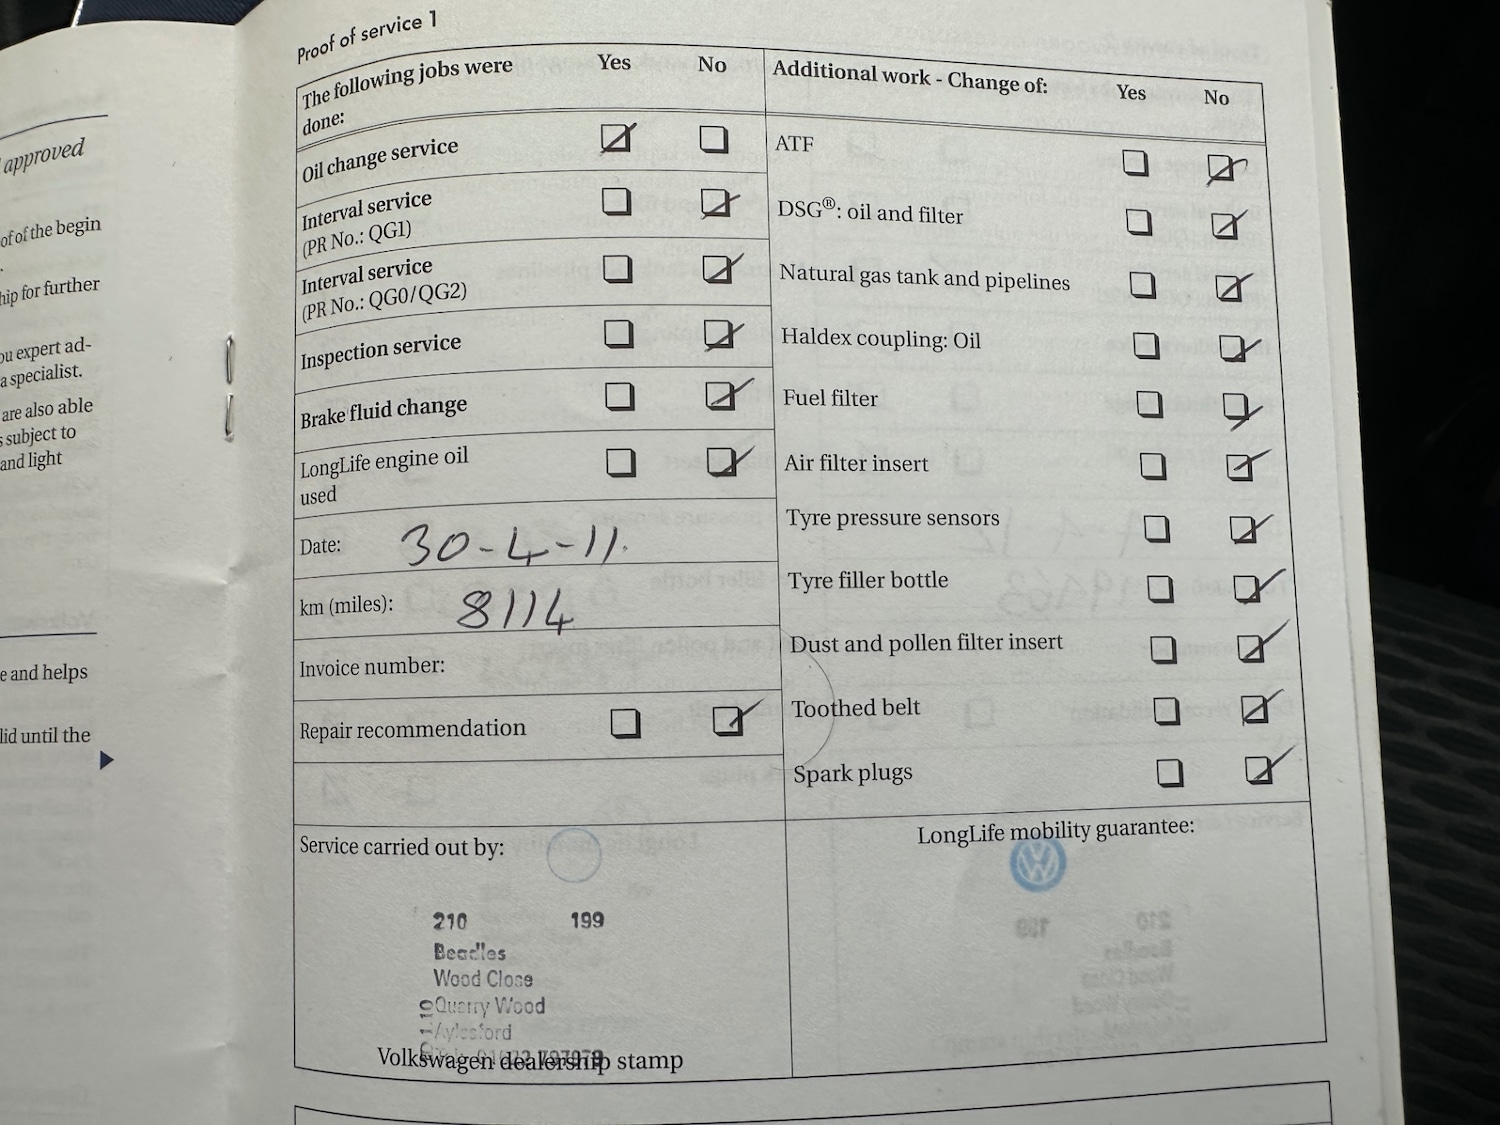 approved
of of the begin
.
hip for further
ou expert ad-
a specialist.
are also able
s subject to
and light
e and helps
lid until the
Proof of service 1
The following jobs were done: Yes No
Oil change service
Interval service
(PR No.: QG1)
Interval service
(PR No.: QG0/QG2)
Inspection service
Brake fluid change
LongLife engine oil
used
Date: 30-4-11.
km (miles): 8114
Invoice number:
Repair recommendation
Service carried out by:
210 199
Beadles
Wood Close
Quarry Wood
Aylesford
Volkswagen dealership stamp
Additional work - Change of: Yes No
ATF
DSG®: oil and filter
Natural gas tank and pipelines
Haldex coupling: Oil
Fuel filter
Air filter insert
Tyre pressure sensors
Tyre filler bottle
Dust and pollen filter insert
Toothed belt
Spark plugs
LongLife mobility guarantee: